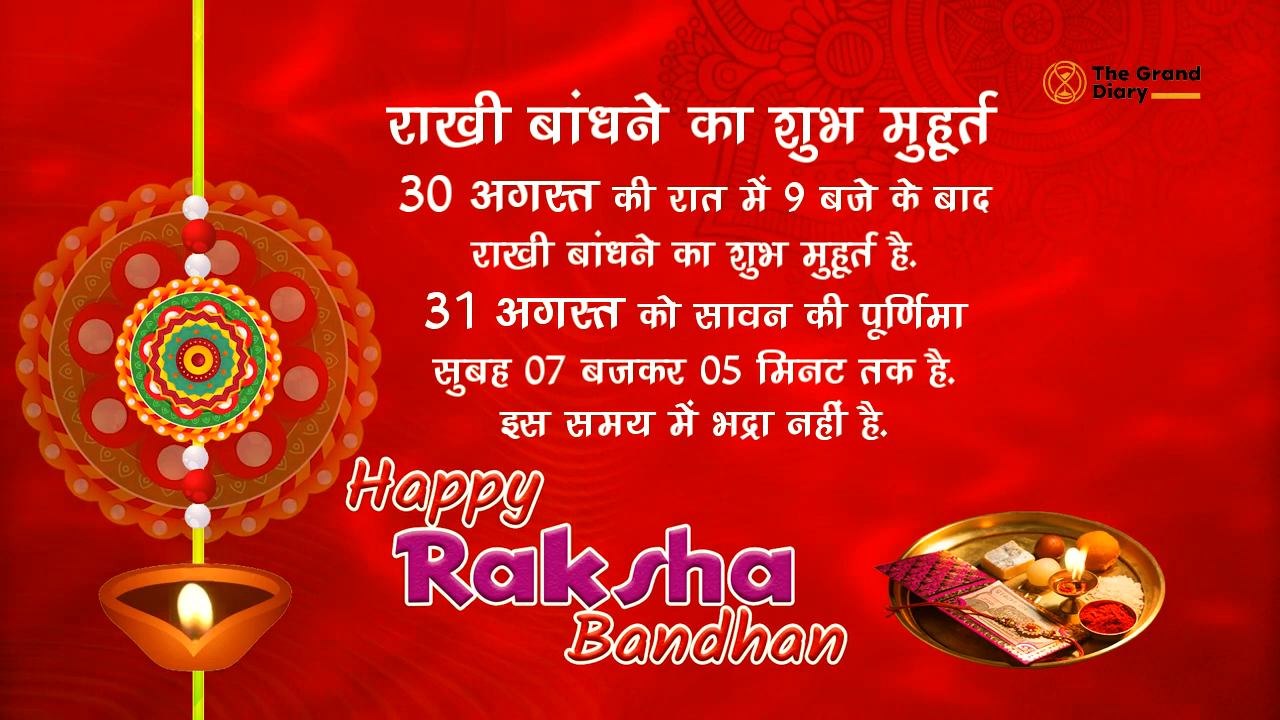 The Grand
Diary
राखी बांधने का शुभ मुहूर्त
30 अगस्त की रात में 9 बजे के बाद
राखी बांधने का शुभ मुहूर्त है.
31 अगस्त को सावन की पूर्णिमा
सुबह 07 बजकर 05 मिनट तक है.
इस समय में भद्रा नहीं है.
Happy
Raksha
Bandhan